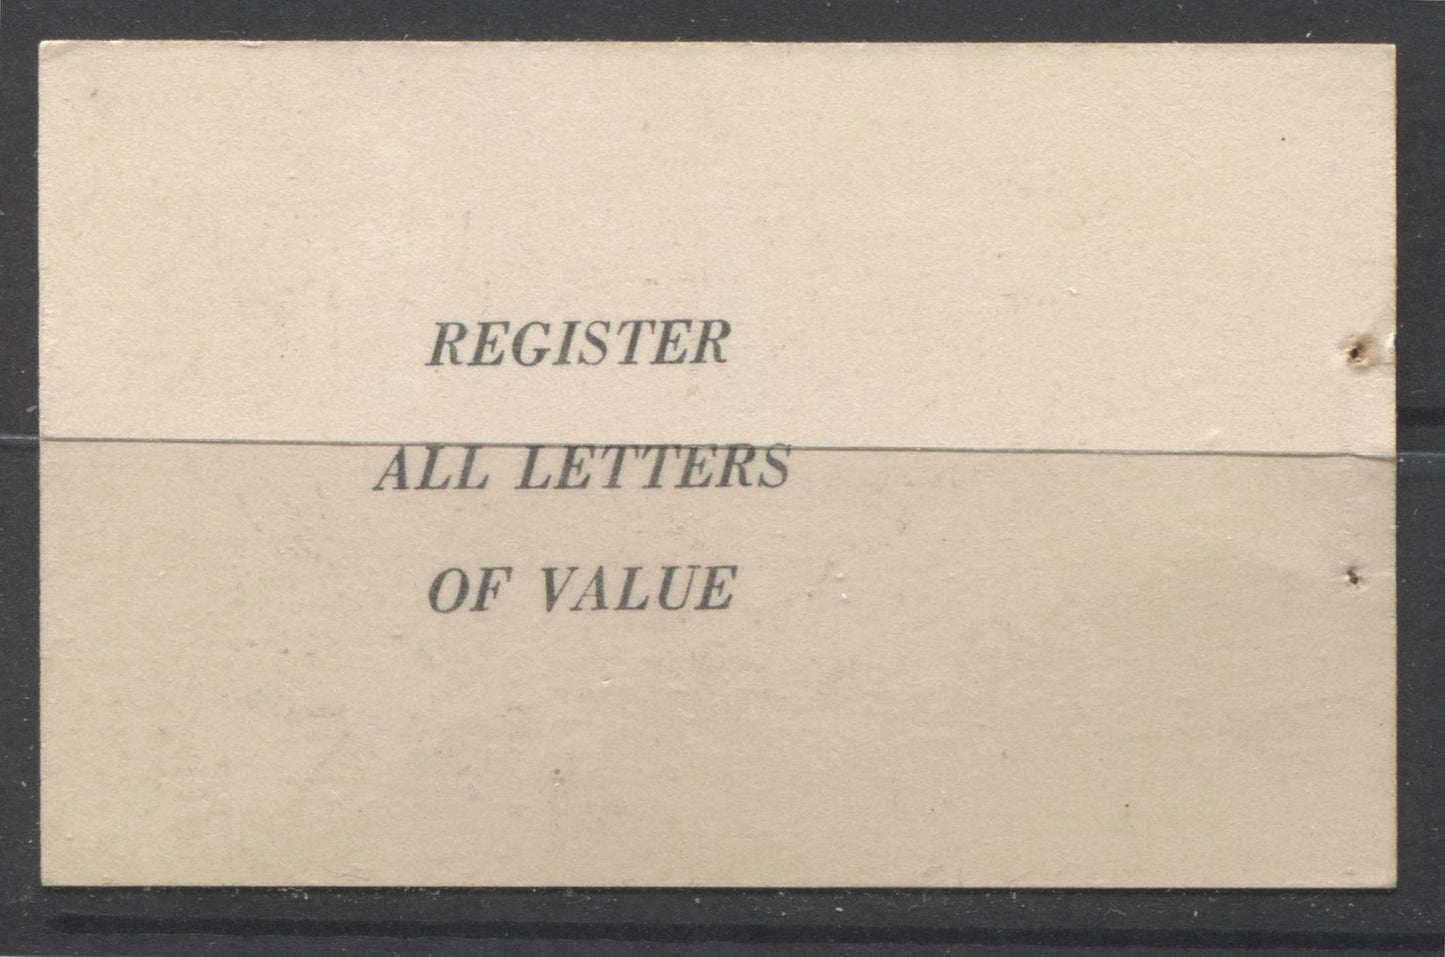 REGISTER
ALL LETTERS
OF VALUE